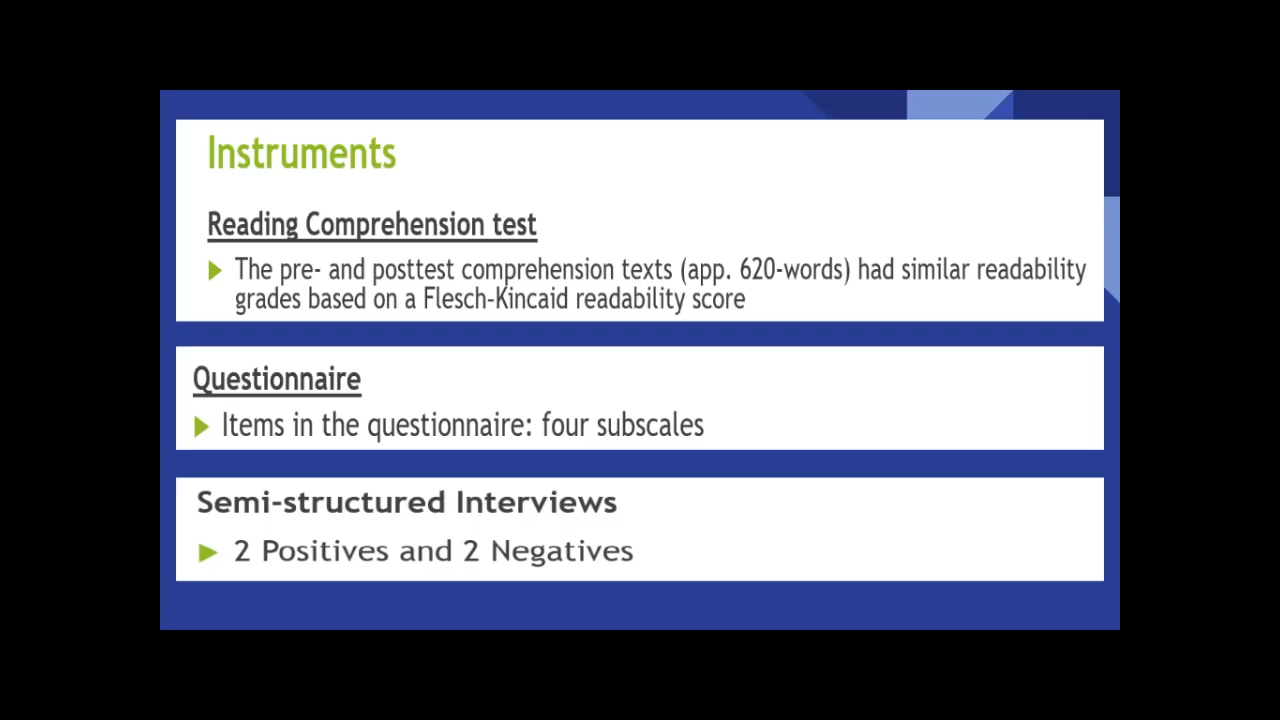 Instruments
Reading Comprehension test
The pre- and posttest comprehension texts (app. 620-words) had similar readability
grades based on a Flesch-Kincaid readability score
Questionnaire
Items in the questionnaire: four subscales
Semi-structured Interviews
2 Positives and 2 Negatives